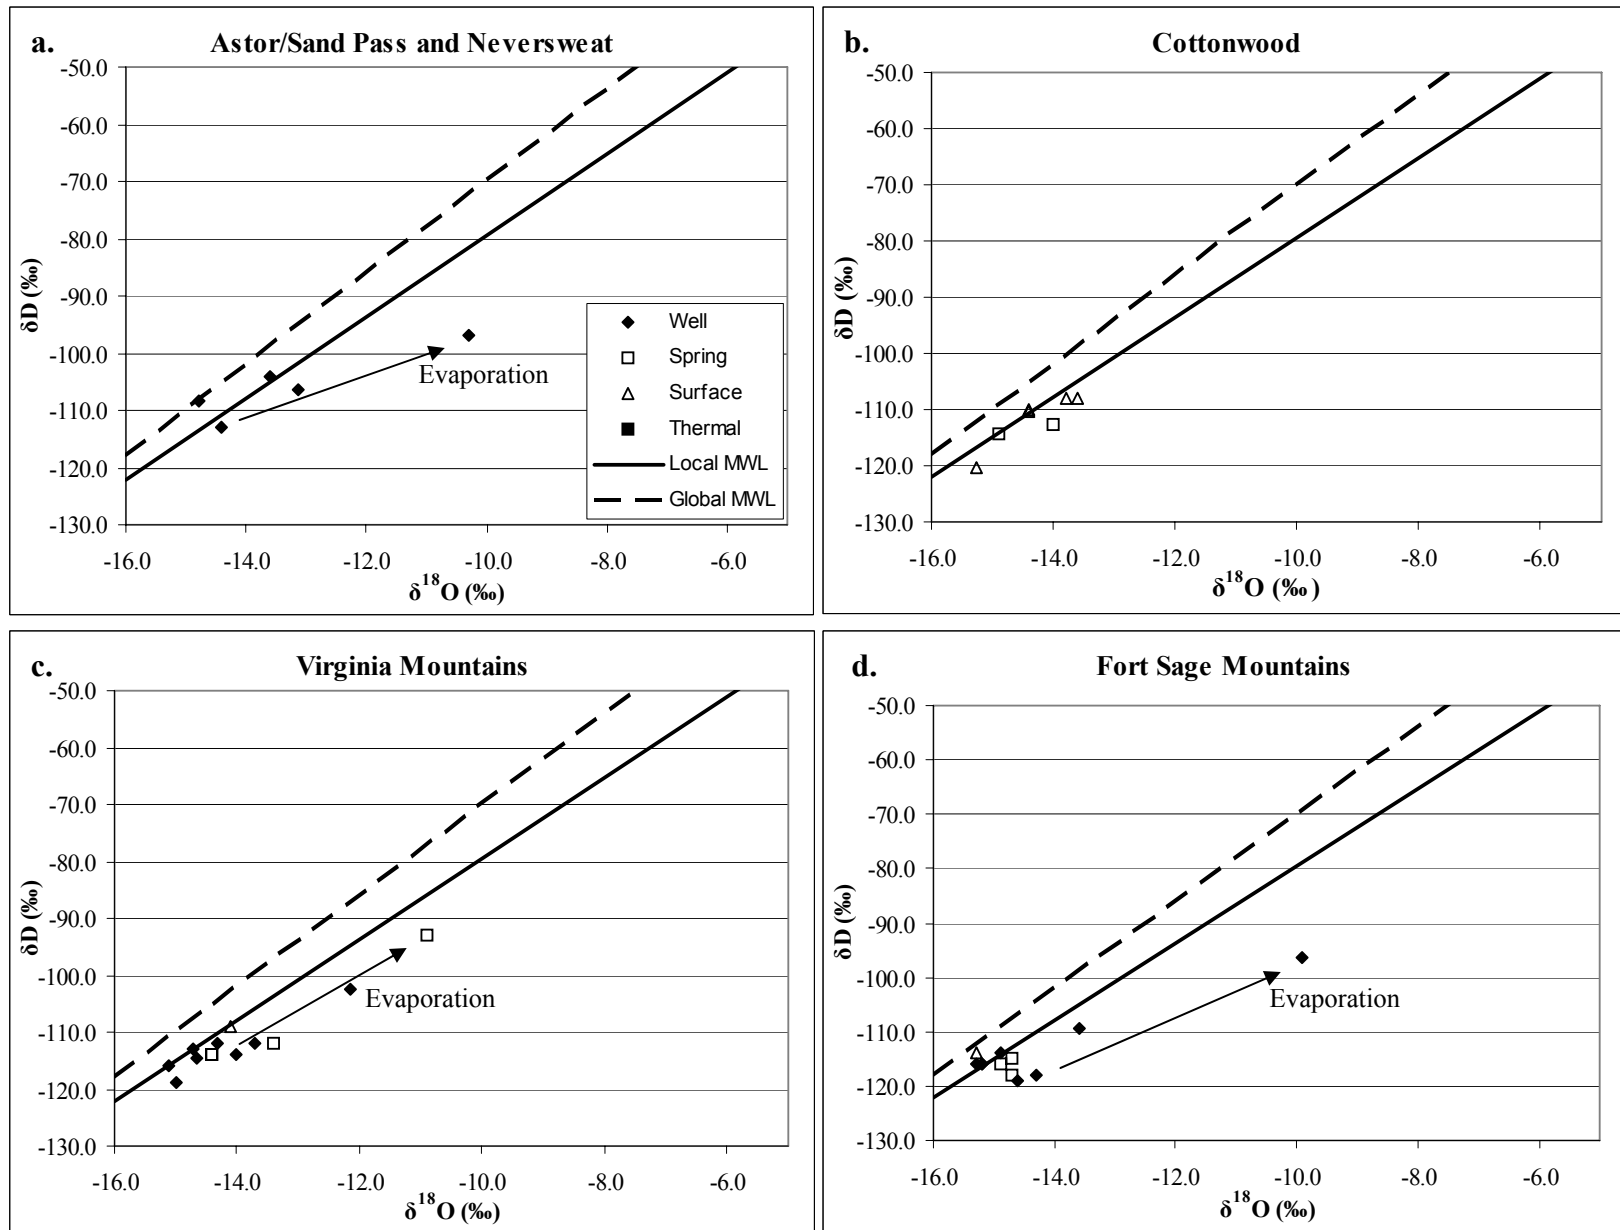 a.
Astor/Sand Pass and Neversweat
-50.0
-60.0
-70.0
-80.0
-90.0
-100.0
-110.0
-120.0
-130.0
δD (‰)
-16.0 -14.0 -12.0 -10.0 -8.0 -6.0
δ18O (‰)
Evaporation
Well
Spring
Surface
Thermal
Local MWL
Global MWL
b.
Cottonwood
-50.0
-60.0
-70.0
-80.0
-90.0
-100.0
-110.0
-120.0
-130.0
δD (‰)
-16.0 -14.0 -12.0 -10.0 -8.0 -6.0
δ18O (‰)
c.
Virginia Mountains
-50.0
-60.0
-70.0
-80.0
-90.0
-100.0
-110.0
-120.0
-130.0
δD (‰)
-16.0 -14.0 -12.0 -10.0 -8.0 -6.0
δ18O (‰)
Evaporation
d.
Fort Sage Mountains
-50.0
-60.0
-70.0
-80.0
-90.0
-100.0
-110.0
-120.0
-130.0
δD (‰)
-16.0 -14.0 -12.0 -10.0 -8.0 -6.0
δ18O (‰)
Evaporation